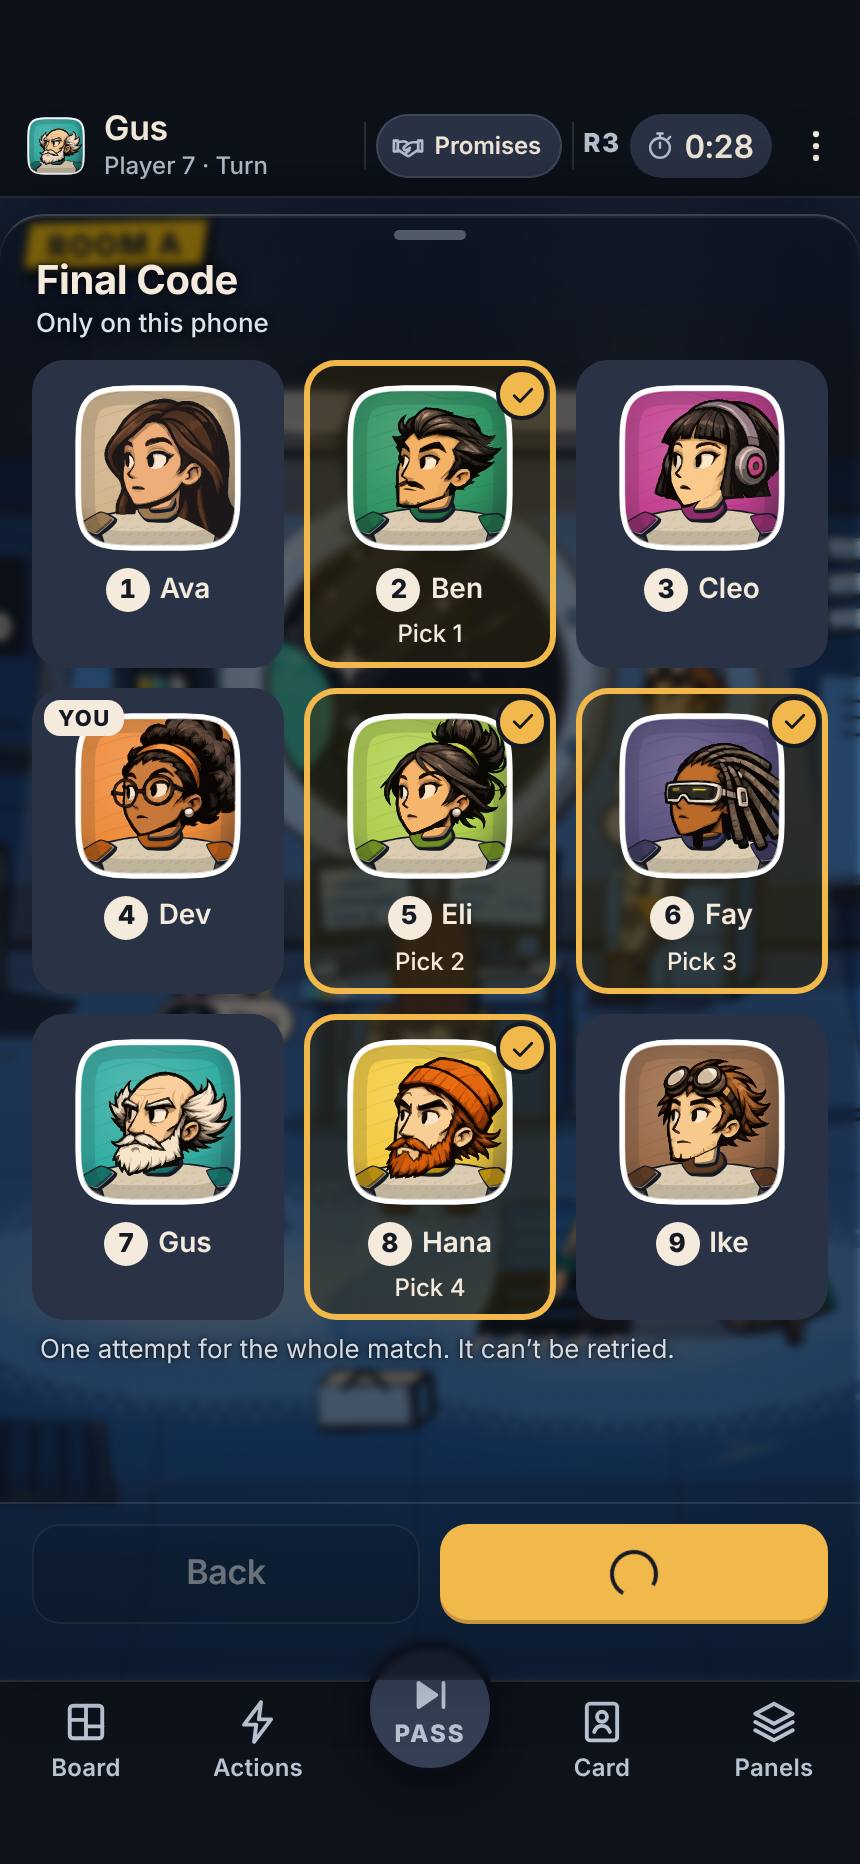 Gus
Player 7 · Turn
Promises
R3
0:28
ROOM A
Final Code
Only on this phone
1 Ava
2 Ben
Pick 1
3 Cleo
YOU
4 Dev
5 Eli
Pick 2
6 Fay
Pick 3
7 Gus
8 Hana
Pick 4
9 Ike
One attempt for the whole match. It can’t be retried.
Back
PASS
Board
Actions
Card
Panels